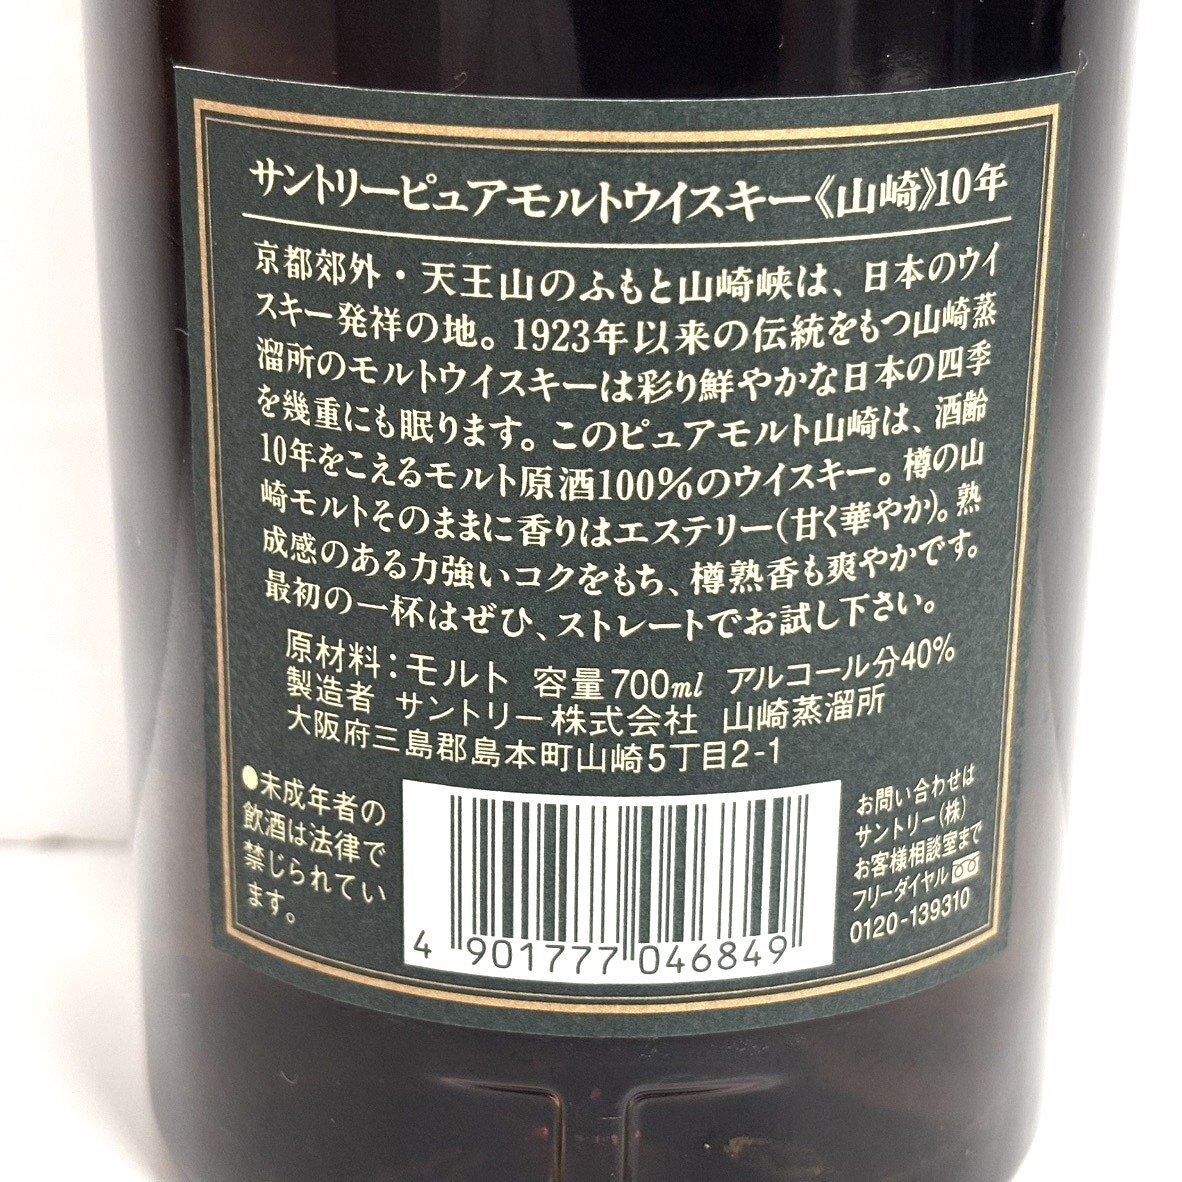 サントリーピュアモルトウイスキー《山崎》10年
京都郊外・天王山のふもと山崎峡は、日本のウイ
スキー発祥の地。1923年以来の伝統をもつ山崎蒸
溜所のモルトウイスキーは彩り鮮やかな日本の四季
を幾重にも眠ります。このピュアモルト山崎は、酒齢
10年をこえるモルト原酒100%のウイスキー。樽の山
崎モルトそのままに香りはエステリー(甘く華やか)。熟
成感のある力強いコクをもち、樽熟香も爽やかです。
最初の一杯はぜひ、ストレートでお試し下さい。
原材料:モルト 容量700ml アルコール分40%
製造者 サントリー株式会社 山崎蒸溜所
大阪府三島郡島本町山崎5丁目2-1
●未成年者の
飲酒は法律で
禁じられてい
ます。
4 901777 046849
お問い合わせは
サントリー(株)
お客様相談室まで
フリーダイヤル
0120-139310